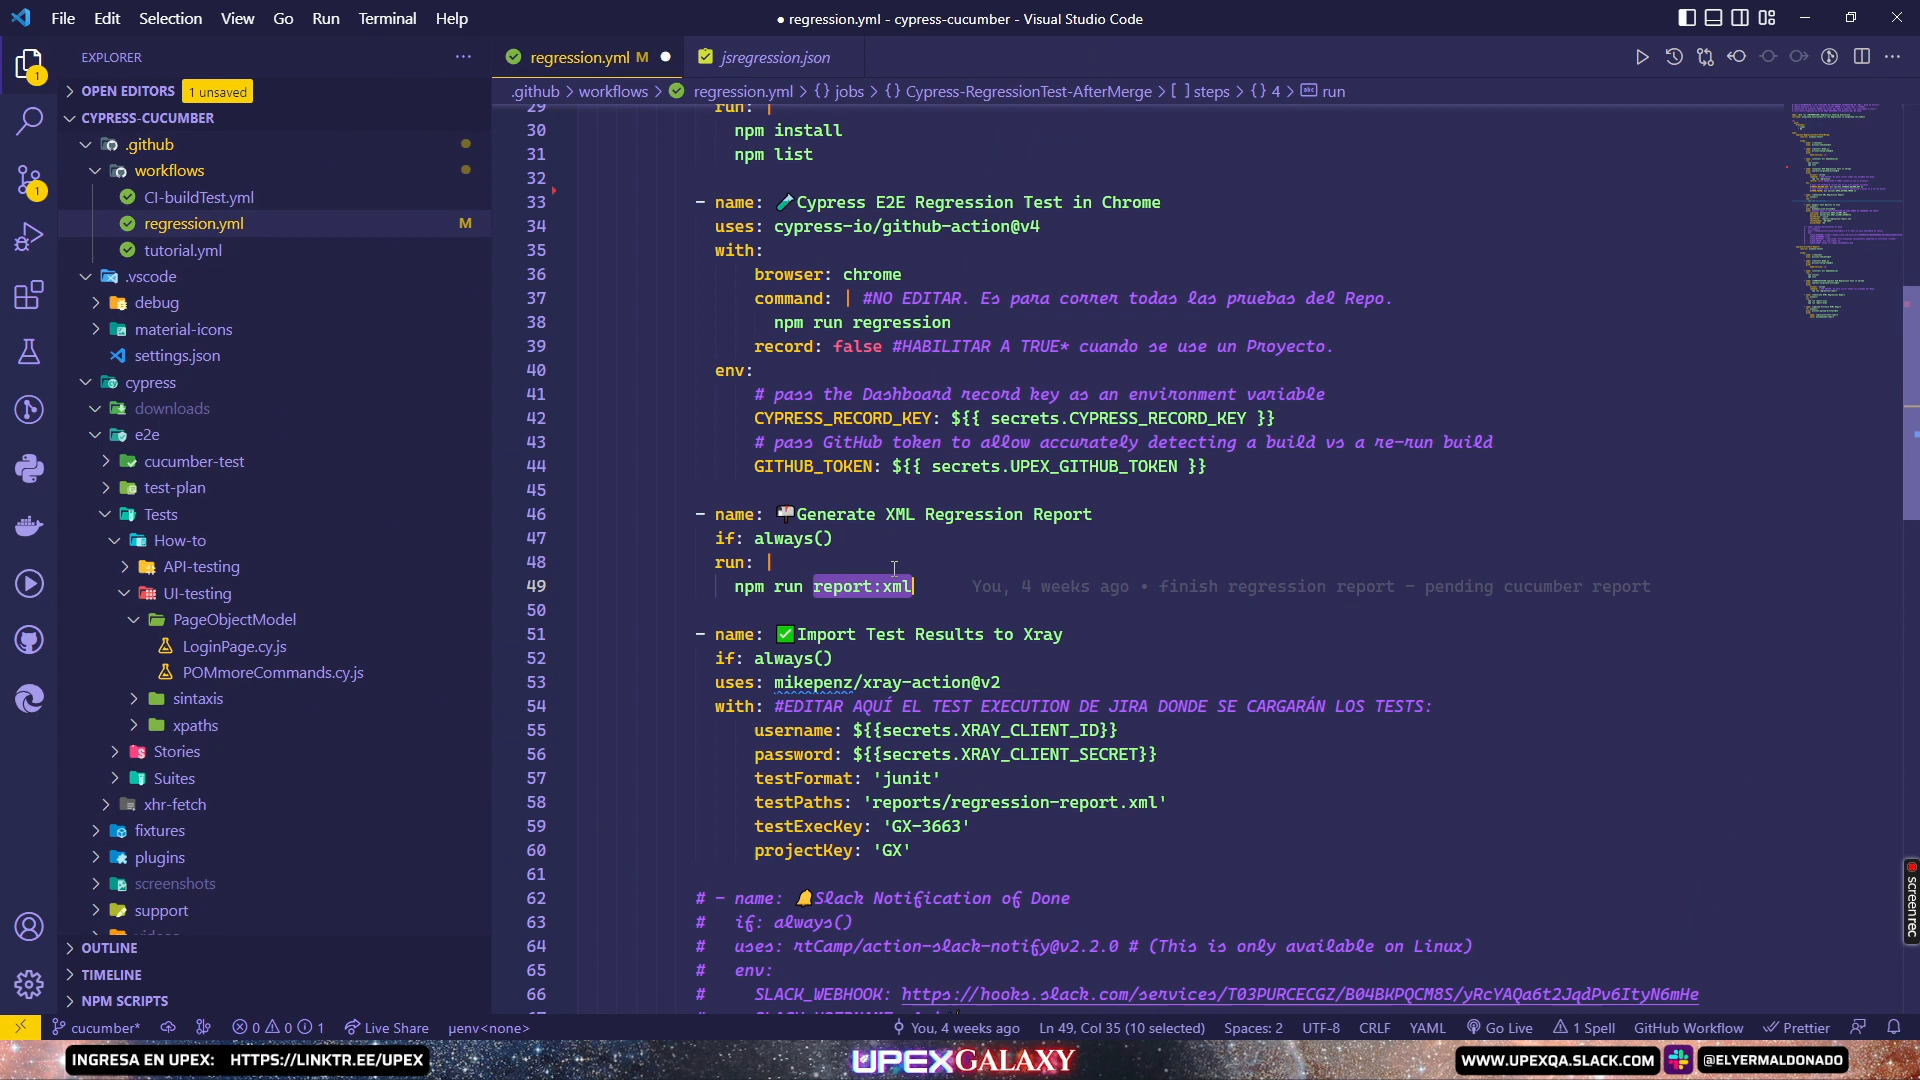 File Edit Selection View Go Run Terminal Help
● regression.yml - cypress-cucumber - Visual Studio Code
EXPLORER
regression.yml M
jsregression.json
OPEN EDITORS 1 unsaved
.github > workflows > regression.yml > {} jobs > {} Cypress-RegressionTest-AfterMerge > [ ] steps > {} 4 > run
CYPRESS-CUCUMBER
.github
workflows
CI-buildTest.yml
regression.yml M
tutorial.yml
.vscode
debug
material-icons
settings.json
cypress
downloads
e2e
cucumber-test
test-plan
Tests
How-to
API-testing
UI-testing
PageObjectModel
LoginPage.cy.js
POMmoreCommands.cy.js
sintaxis
xpaths
Stories
Suites
xhr-fetch
fixtures
plugins
screenshots
support
videos
OUTLINE
TIMELINE
NPM SCRIPTS
29 run: |
30 npm install
31 npm list
32
33 - name: 🧪Cypress E2E Regression Test in Chrome
34 uses: cypress-io/github-action@v4
35 with:
36 browser: chrome
37 command: | #NO EDITAR. Es para correr todas las pruebas del Repo.
38 npm run regression
39 record: false #HABILITAR A TRUE* cuando se use un Proyecto.
40 env:
41 # pass the Dashboard record key as an environment variable
42 CYPRESS_RECORD_KEY: ${{ secrets.CYPRESS_RECORD_KEY }}
43 # pass GitHub token to allow accurately detecting a build vs a re-run build
44 GITHUB_TOKEN: ${{ secrets.UPEX_GITHUB_TOKEN }}
45
46 - name: 📬Generate XML Regression Report
47 if: always()
48 run: |
49 npm run report:xml You, 4 weeks ago • finish regression report - pending cucumber report
50
51 - name: ✅Import Test Results to Xray
52 if: always()
53 uses: mikepenz/xray-action@v2
54 with: #EDITAR AQUÍ EL TEST EXECUTION DE JIRA DONDE SE CARGARÁN LOS TESTS:
55 username: ${{secrets.XRAY_CLIENT_ID}}
56 password: ${{secrets.XRAY_CLIENT_SECRET}}
57 testFormat: 'junit'
58 testPaths: 'reports/regression-report.xml'
59 testExecKey: 'GX-3663'
60 projectKey: 'GX'
61
62 # - name: 🔔Slack Notification of Done
63 # if: always()
64 # uses: rtCamp/action-slack-notify@v2.2.0 # (This is only available on Linux)
65 # env:
66 # SLACK_WEBHOOK: https://hooks.slack.com/services/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
screenrec
cucumber* 0 0 1 Live Share µenv<none> You, 4 weeks ago Ln 49, Col 35 (10 selected) Spaces: 2 UTF-8 CRLF YAML Go Live 1 Spell GitHub Workflow Prettier
INGRESA EN UPEX: HTTPS://LINKTR.EE/UPEX
UPEXGALAXY
WWW.UPEXQA.SLACK.COM @ELYERMALDONADO